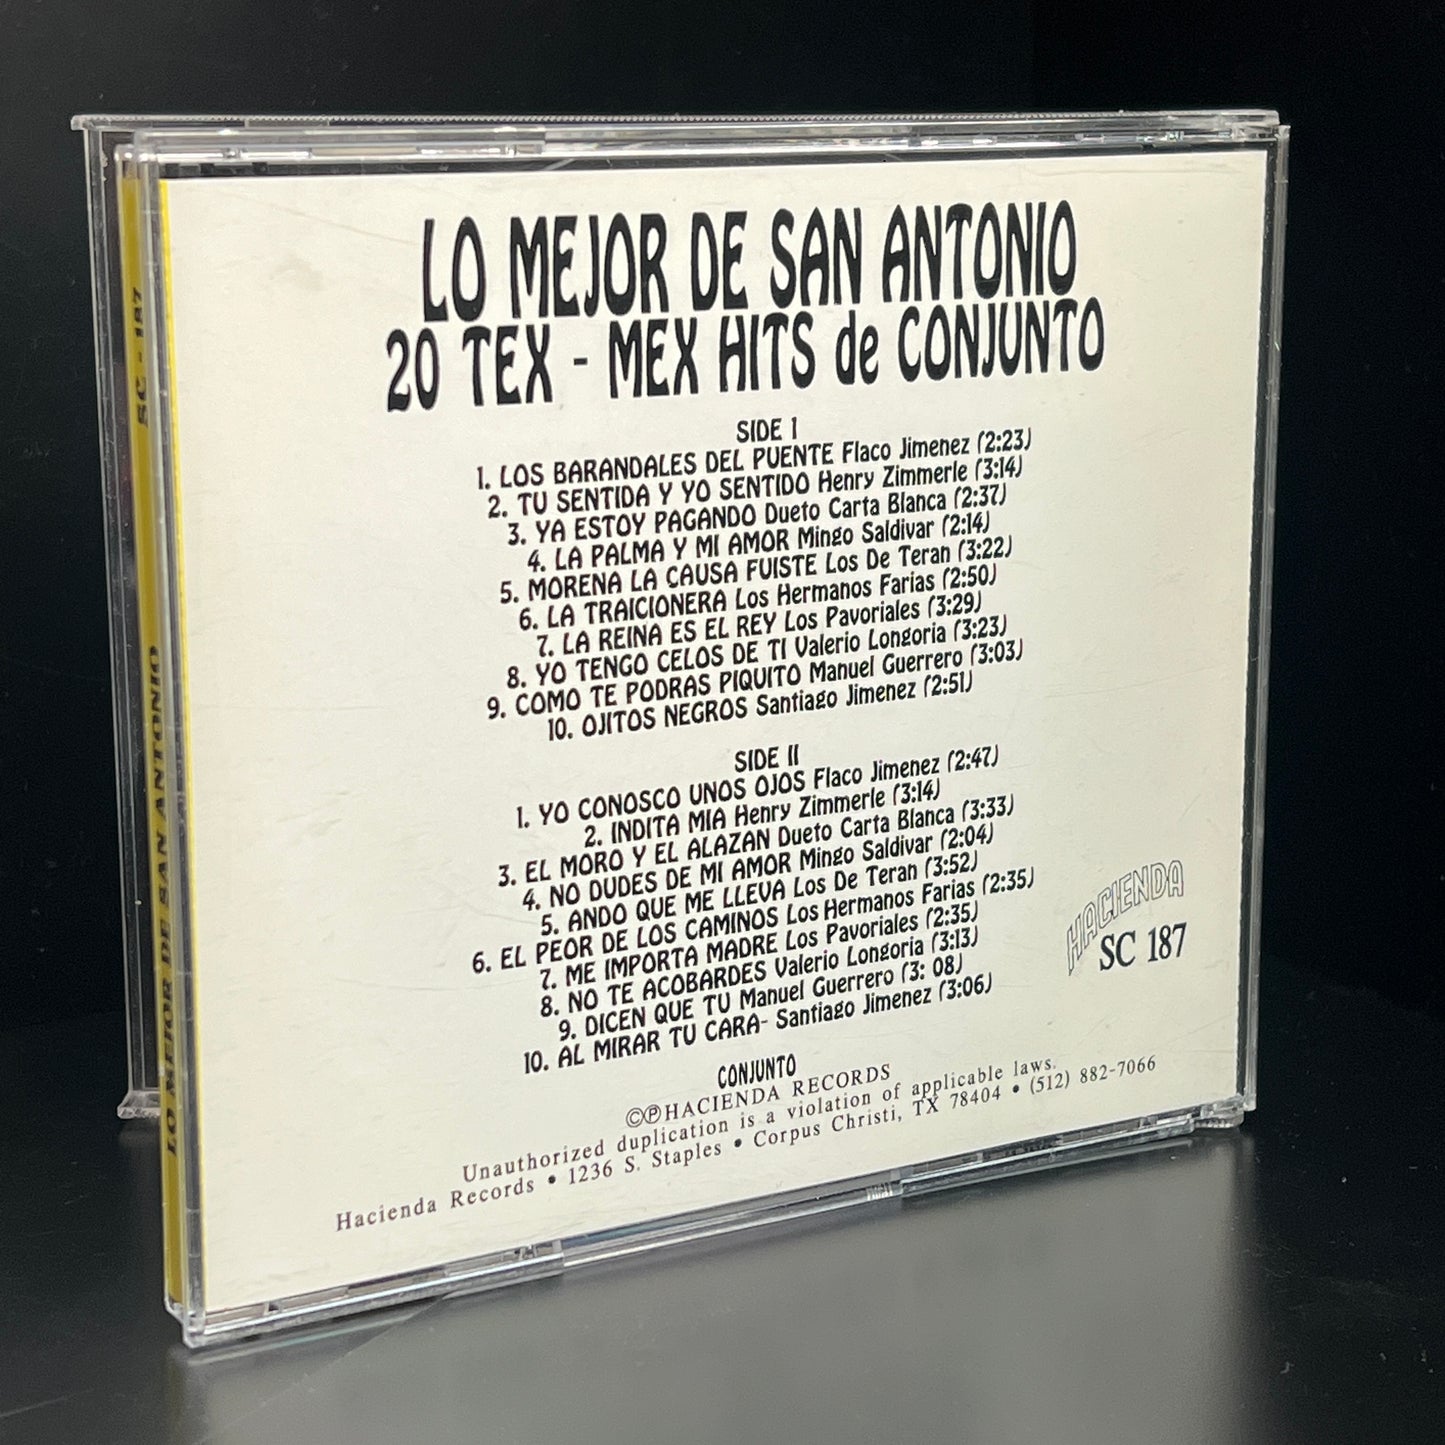 LO MEJOR DE SAN ANTONIO
20 TEX - MEX HITS de CONJUNTO
SIDE I
1. LOS BARANDALES DEL PUENTE Flaco Jimenez (2:23)
2. TU SENTIDA Y YO SENTIDO Henry Zimmerle (3:14)
3. YA ESTOY PAGANDO Dueto Carta Blanca (2:37)
4. LA PALMA Y MI AMOR Mingo Saldivar (2:14)
5. MORENA LA CAUSA FUISTE Los De Teran (3:22)
6. LA TRAICIONERA Los Hermanos Farias (2:50)
7. LA REINA ES EL REY Los Pavoriales (3:29)
8. YO TENGO CELOS DE TI Valerio Longoria (3:23)
9. COMO TE PODRAS PIQUITO Manuel Guerrero (3:03)
10. OJITOS NEGROS Santiago Jimenez (2:51)
SIDE II
1. YO CONOSCO UNOS OJOS Flaco Jimenez (2:47)
2. INDITA MIA Henry Zimmerle (3:14)
3. EL MORO Y EL ALAZAN Dueto Carta Blanca (3:33)
4. NO DUDES DE MI AMOR Mingo Saldivar (2:04)
5. ANDO QUE ME LLEVA Los De Teran (3:52)
6. EL PEOR DE LOS CAMINOS Los Hermanos Farias (2:35)
7. ME IMPORTA MADRE Los Pavoriales (2:35)
8. NO TE ACOBARDES Valerio Longoria (3:13)
9. DICEN QUE TU Manuel Guerrero (3: 08)
10. AL MIRAR TU CARA- Santiago Jimenez (3:06)
HACIENDA
SC 187
CONJUNTO
©℗HACIENDA RECORDS
Unauthorized duplication is a violation of applicable laws.
Hacienda Records • 1236 S. Staples • Corpus Christi, TX 78404 • (512) 882-7066
LO MEJOR DE SAN ANTONIO
SC - 187